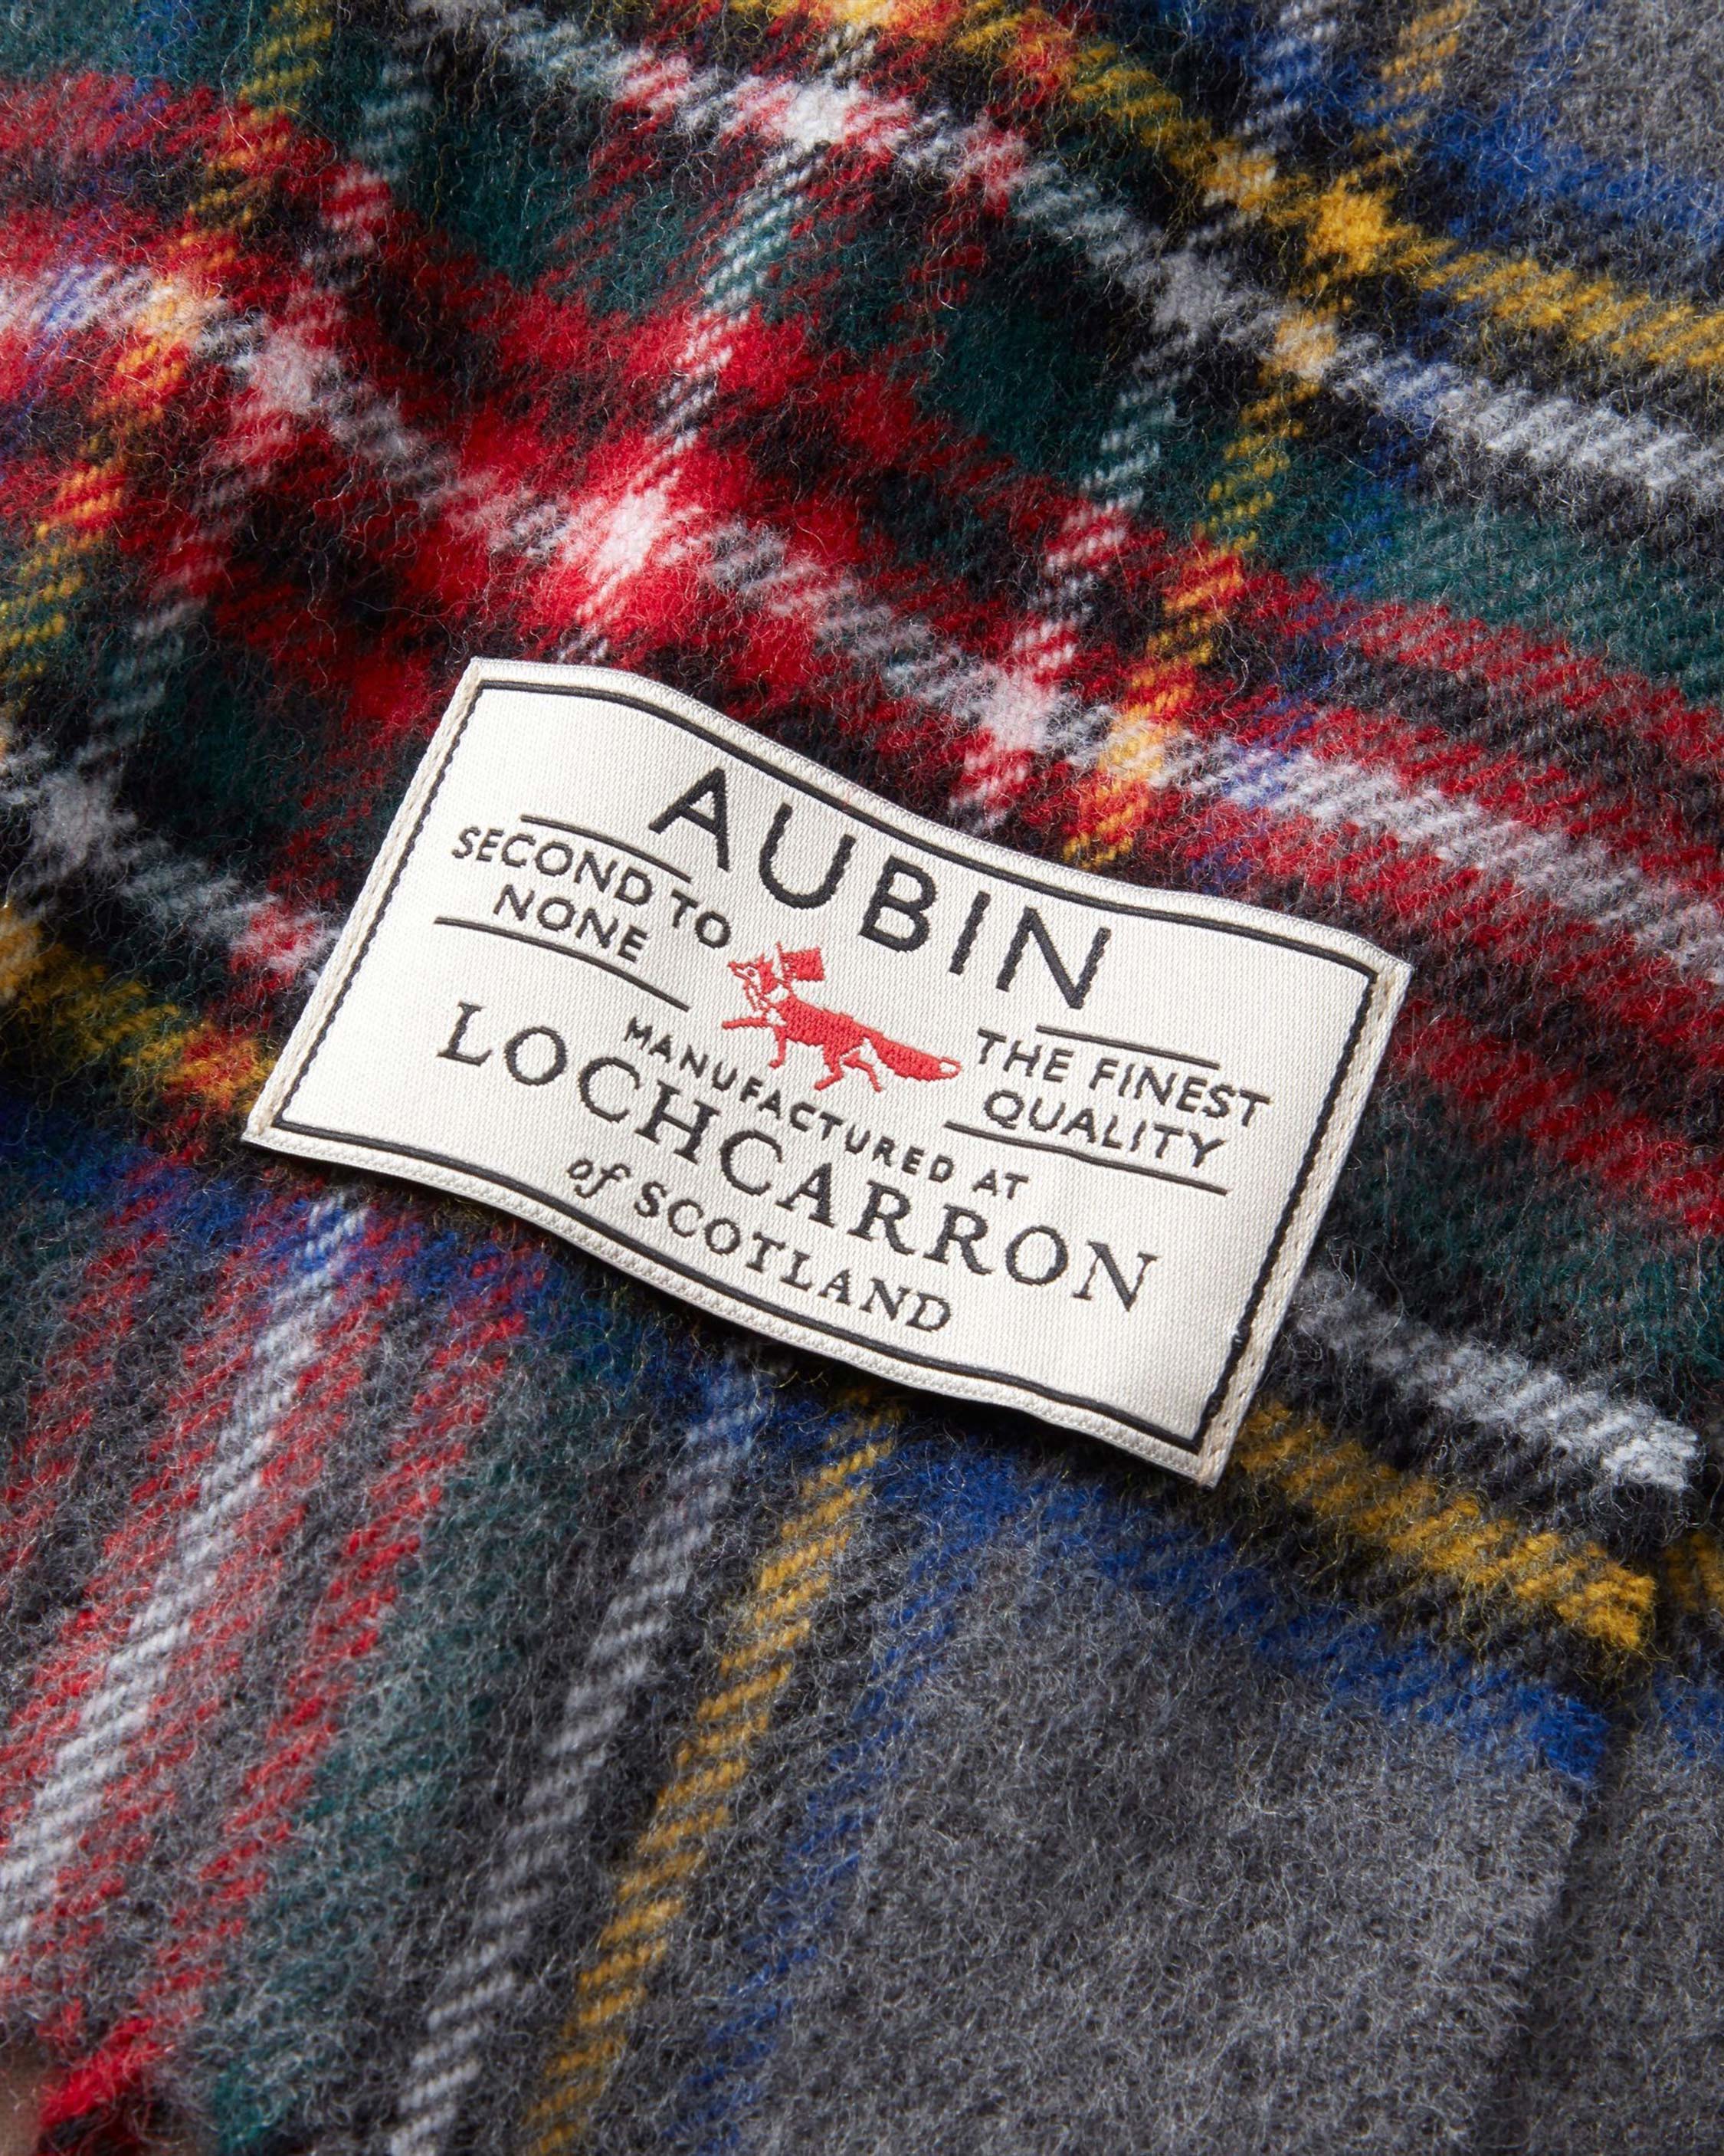 AUBIN
SECOND TO
NONE
THE FINEST
QUALITY
MANUFACTURED AT
LOCHCARRON
of SCOTLAND